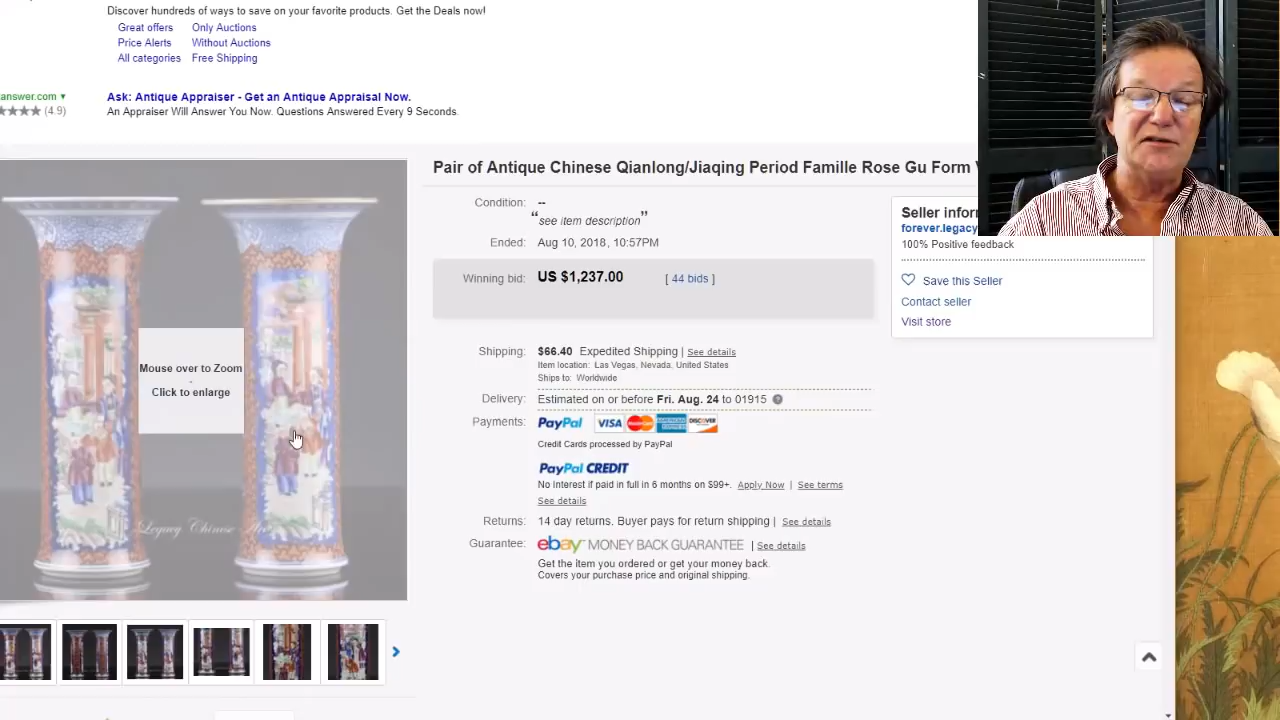 Discover hundreds of ways to save on your favorite products. Get the Deals now!
Great offers Only Auctions
Price Alerts Without Auctions
All categories Free Shipping
answer.com ▾ Ask: Antique Appraiser - Get an Antique Appraisal Now.
(4.9) An Appraiser Will Answer You Now. Questions Answered Every 9 Seconds.
Pair of Antique Chinese Qianlong/Jiaqing Period Famille Rose Gu Form
Condition: --
“see item description”
Ended: Aug 10, 2018, 10:57PM
Winning bid: US $1,237.00 [ 44 bids ]
Shipping: $66.40 Expedited Shipping | See details
Item location: Las Vegas, Nevada, United States
Ships to: Worldwide
Delivery: Estimated on or before Fri. Aug. 24 to 01915
Payments: PayPal VISA MasterCard AMERICAN EXPRESS DISCOVER
Credit Cards processed by PayPal
PayPal CREDIT
No Interest if paid in full in 6 months on $99+. Apply Now | See terms
See details
Returns: 14 day returns. Buyer pays for return shipping | See details
Guarantee: ebay MONEY BACK GUARANTEE | See details
Get the item you ordered or get your money back.
Covers your purchase price and original shipping.
Seller infor
forever.legacy
100% Positive feedback
Save this Seller
Contact seller
Visit store
Mouse over to Zoom
-
Click to enlarge
Legacy Chinese